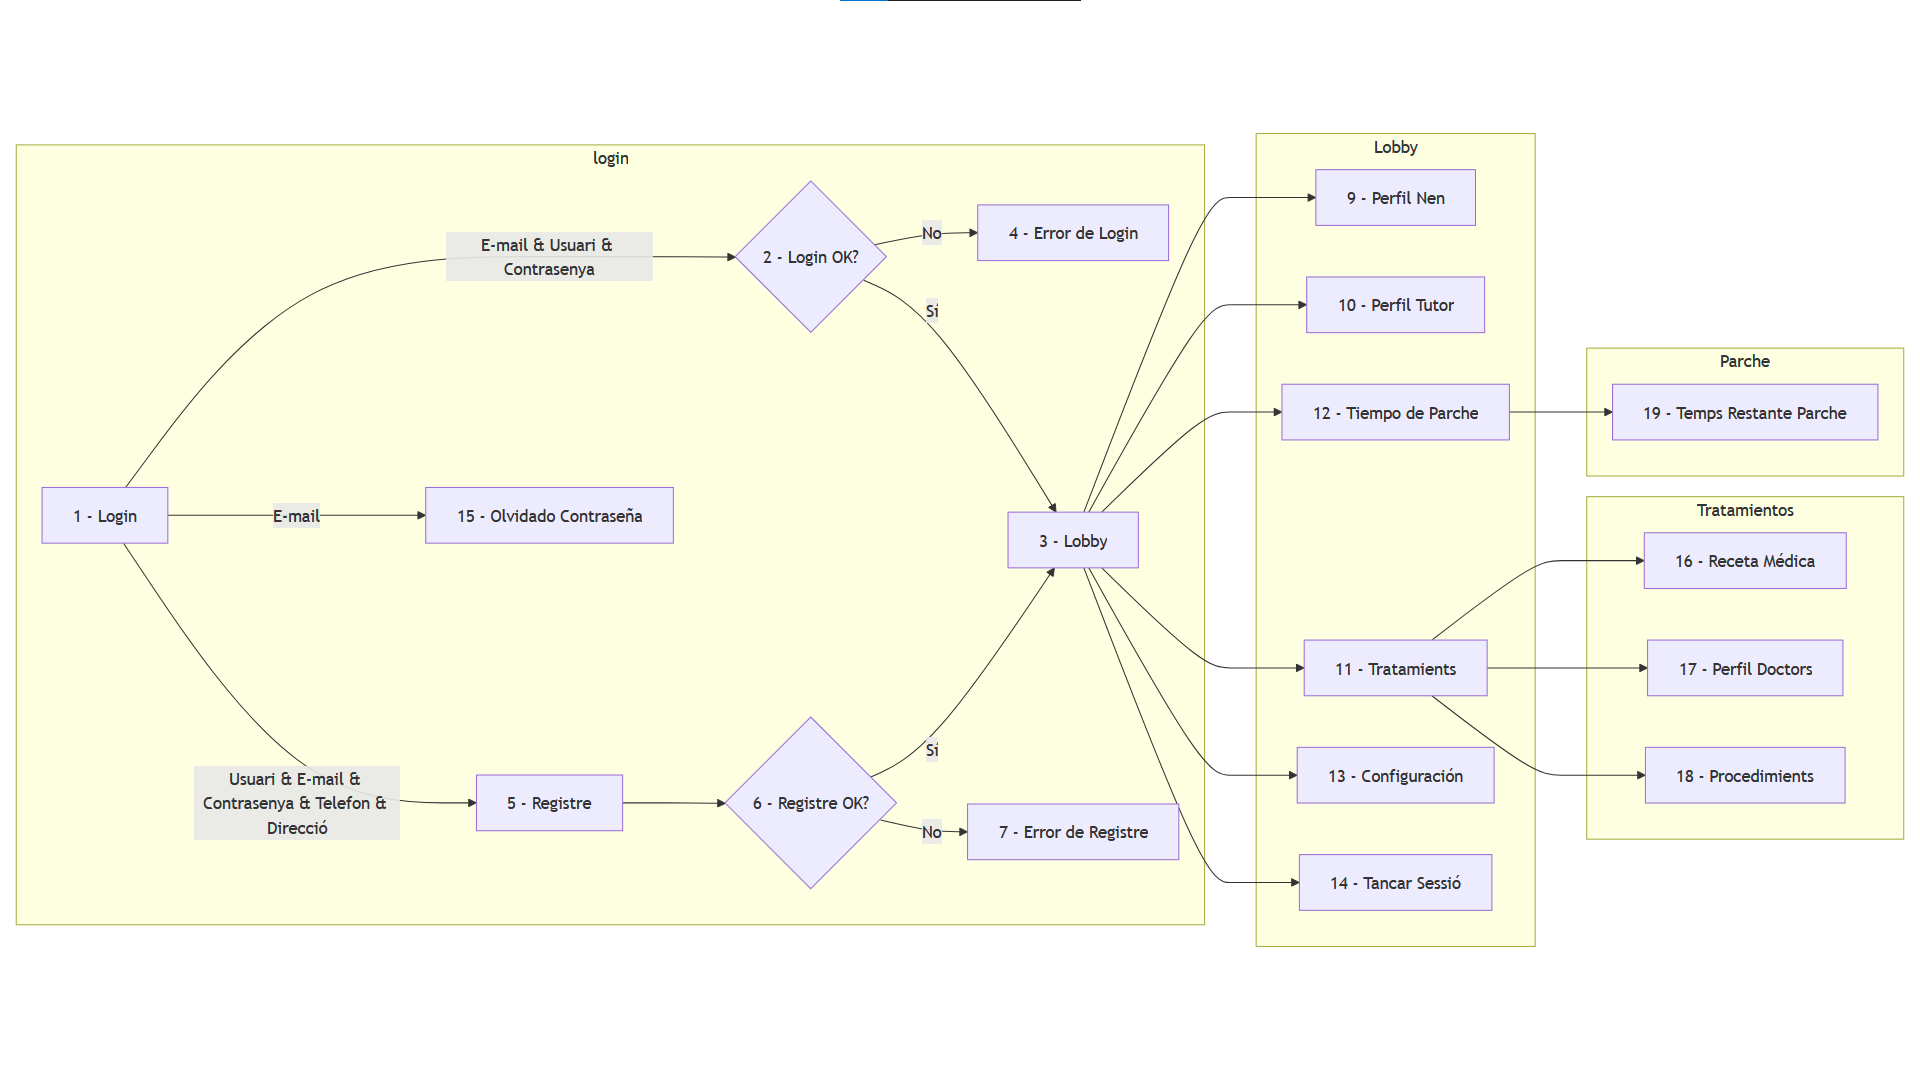 login
E-mail & Usuari &
Contrasenya
2 - Login OK?
No
4 - Error de Login
Sí
1 - Login
E-mail
15 - Olvidado Contraseña
3 - Lobby
Usuari & E-mail &
Contrasenya & Telefon &
Direcció
5 - Registre
6 - Registre OK?
Sí
No
7 - Error de Registre
Lobby
9 - Perfil Nen
10 - Perfil Tutor
12 - Tiempo de Parche
11 - Tratamients
13 - Configuración
14 - Tancar Sessió
Parche
19 - Temps Restante Parche
Tratamientos
16 - Receta Médica
17 - Perfil Doctors
18 - Procedimients